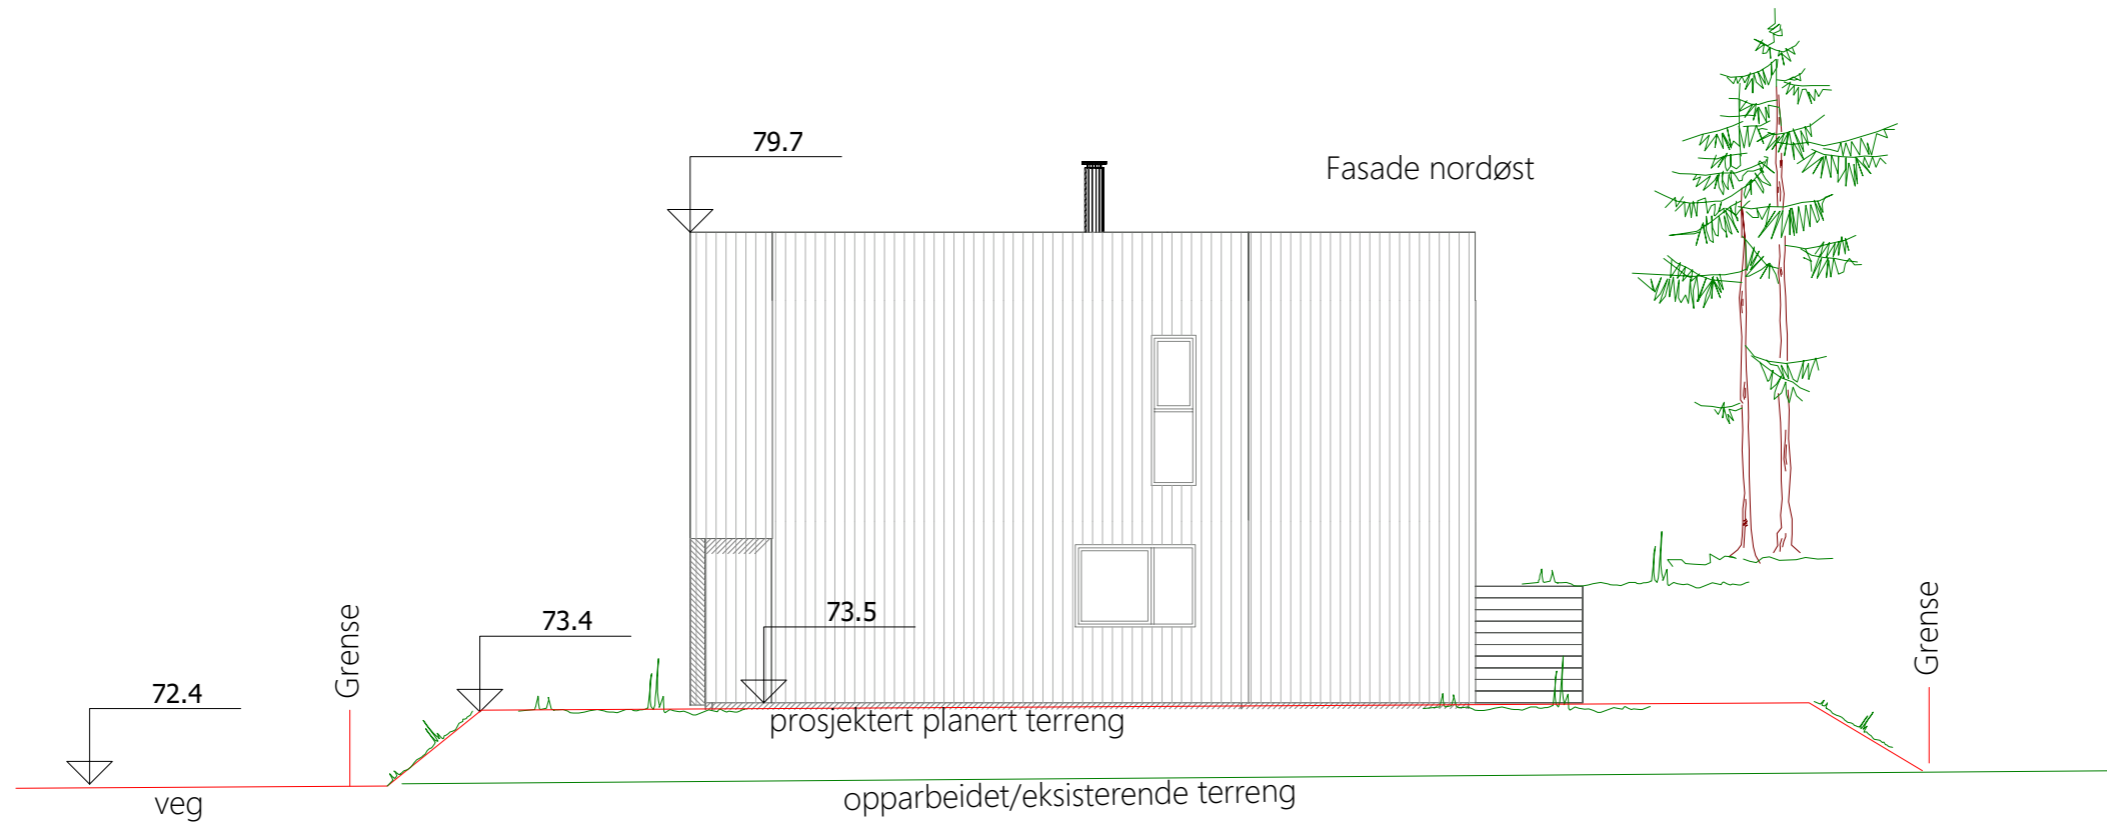 79.7
Fasade nordøst
Grense
73.4
73.5
Grense
72.4
prosjektert planert terreng
veg
opparbeidet/eksisterende terreng